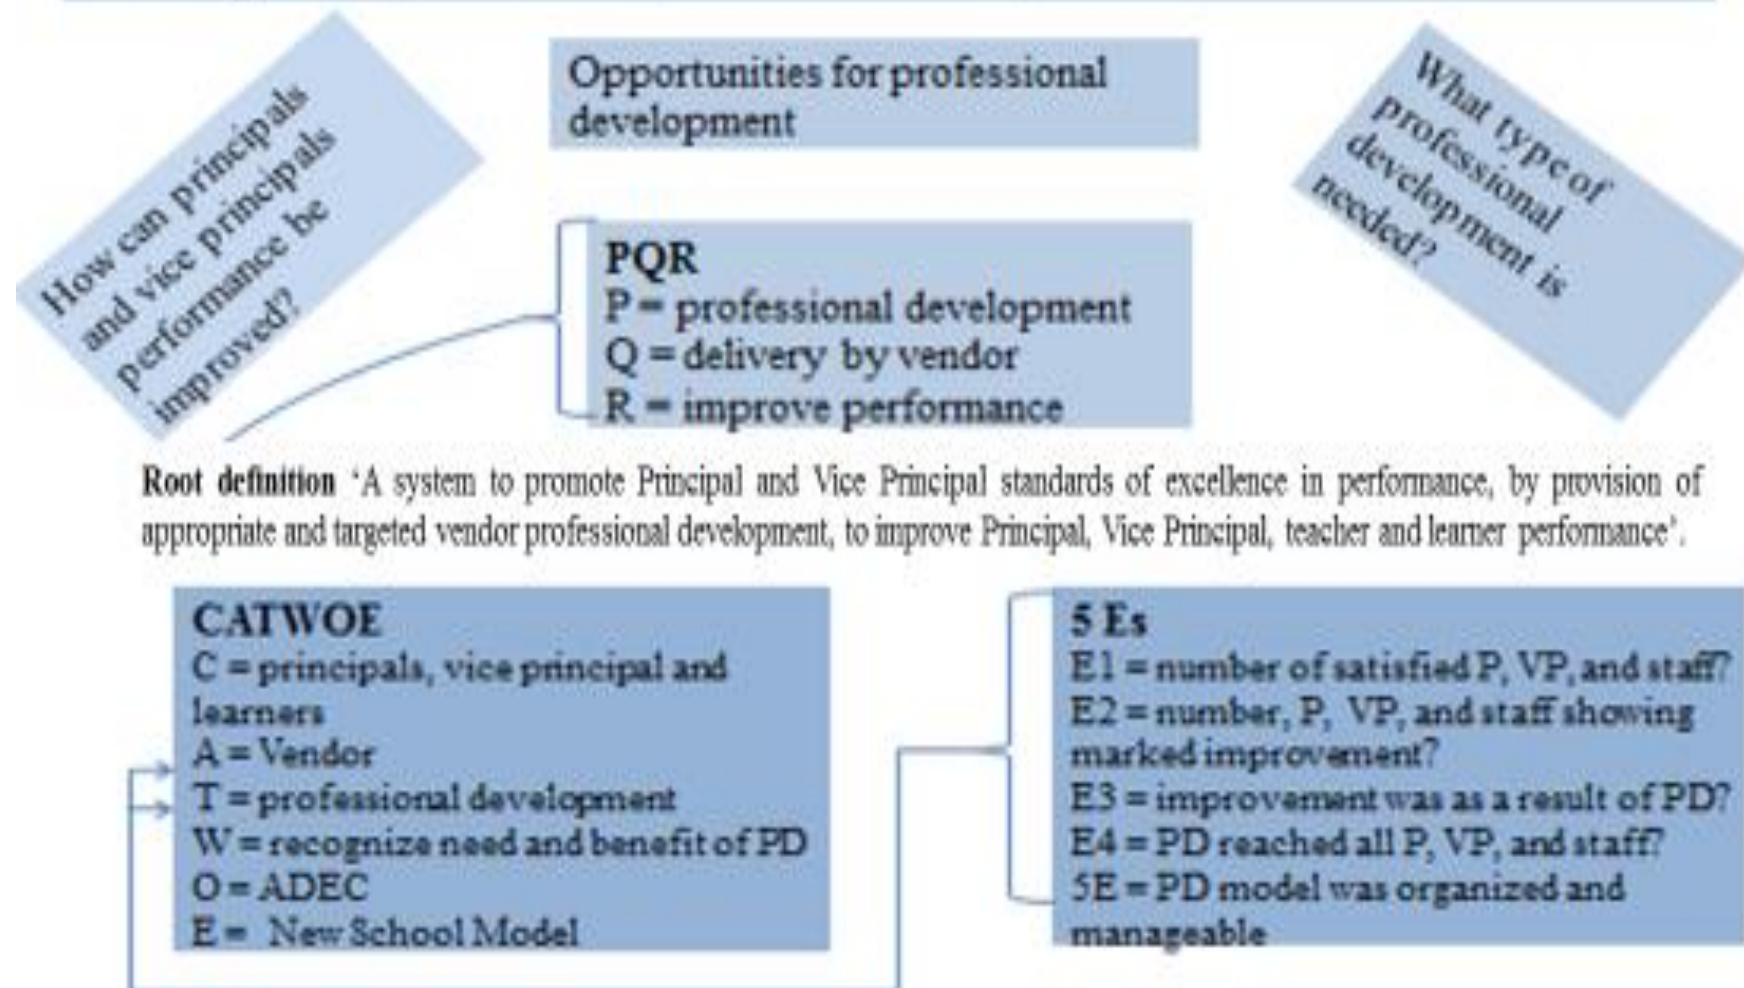 How can principals
and vice principals
performance be
improved?
Opportunities for professional
development
What type of
professional
development is
needed?
PQR
P = professional development
Q = delivery by vendor
R = improve performance
Root definition ‘A system to promote Principal and Vice Principal standards of excellence in performance, by provision of
appropriate and targeted vendor professional development, to improve Principal, Vice Principal, teacher and learner performance’.
CATWOE
C = principals, vice principal and
learners
A = Vendor
T = professional development
W = recognize need and benefit of PD
O = ADEC
E = New School Model
5 Es
E1 = number of satisfied P, VP, and staff?
E2 = number, P, VP, and staff showing
marked improvement?
E3 = improvement was as a result of PD?
E4 = PD reached all P, VP, and staff?
5E = PD model was organized and
manageable